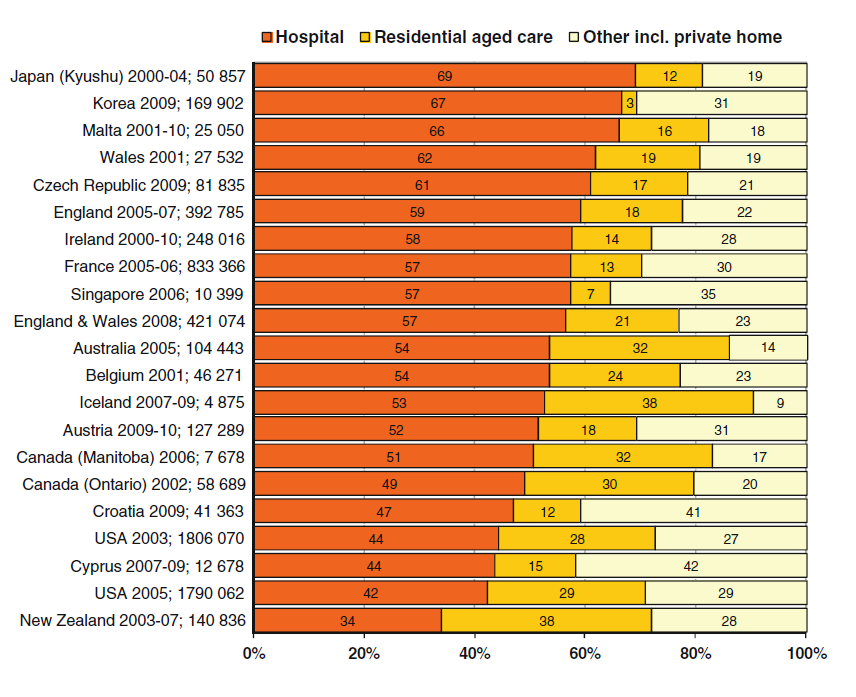 Hospital Residential aged care Other incl. private home
Japan (Kyushu) 2000-04; 50 857 69 12 19
Korea 2009; 169 902 67 3 31
Malta 2001-10; 25 050 66 16 18
Wales 2001; 27 532 62 19 19
Czech Republic 2009; 81 835 61 17 21
England 2005-07; 392 785 59 18 22
Ireland 2000-10; 248 016 58 14 28
France 2005-06; 833 366 57 13 30
Singapore 2006; 10 399 57 7 35
England & Wales 2008; 421 074 57 21 23
Australia 2005; 104 443 54 32 14
Belgium 2001; 46 271 54 24 23
Iceland 2007-09; 4 875 53 38 9
Austria 2009-10; 127 289 52 18 31
Canada (Manitoba) 2006; 7 678 51 32 17
Canada (Ontario) 2002; 58 689 49 30 20
Croatia 2009; 41 363 47 12 41
USA 2003; 1806 070 44 28 27
Cyprus 2007-09; 12 678 44 15 42
USA 2005; 1790 062 42 29 29
New Zealand 2003-07; 140 836 34 38 28
0% 20% 40% 60% 80% 100%